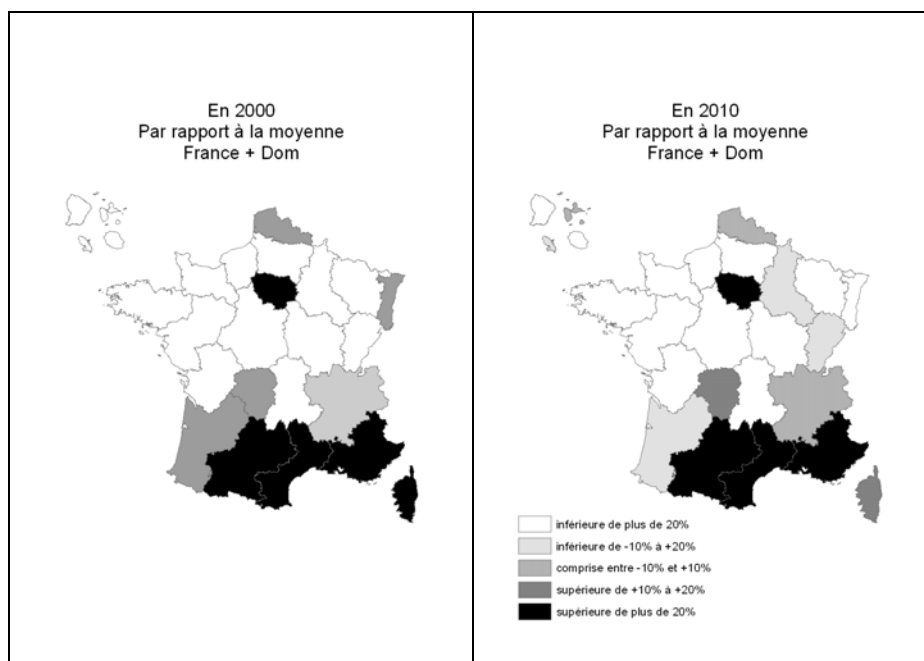 En 2000
Par rapport à la moyenne
France + Dom
En 2010
Par rapport à la moyenne
France + Dom
inférieure de plus de 20%
inférieure de -10% à +20%
comprise entre -10% et +10%
supérieure de +10% à +20%
supérieure de plus de 20%